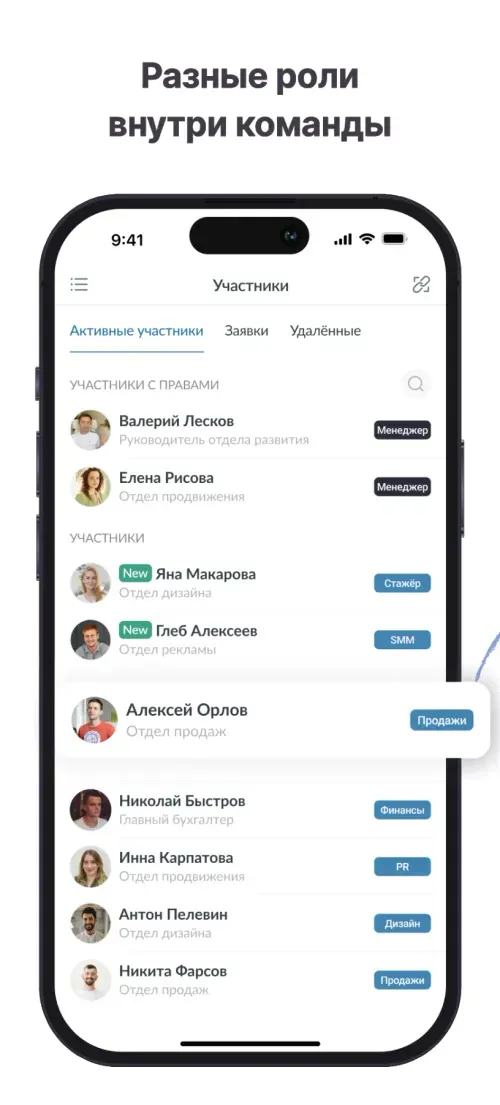 Разные роли
внутри команды
9:41
Участники
Активные участники Заявки Удалённые
УЧАСТНИКИ С ПРАВАМИ
Валерий Лесков
Руководитель отдела развития
Менеджер
Елена Рисова
Отдел продвижения
Менеджер
УЧАСТНИКИ
New Яна Макарова
Отдел дизайна
Стажёр
New Глеб Алексеев
Отдел рекламы
SMM
Алексей Орлов
Отдел продаж
Продажи
Николай Быстров
Главный бухгалтер
Финансы
Инна Карпатова
Отдел продвижения
PR
Антон Пелевин
Отдел дизайна
Дизайн
Никита Фарсов
Отдел продаж
Продажи